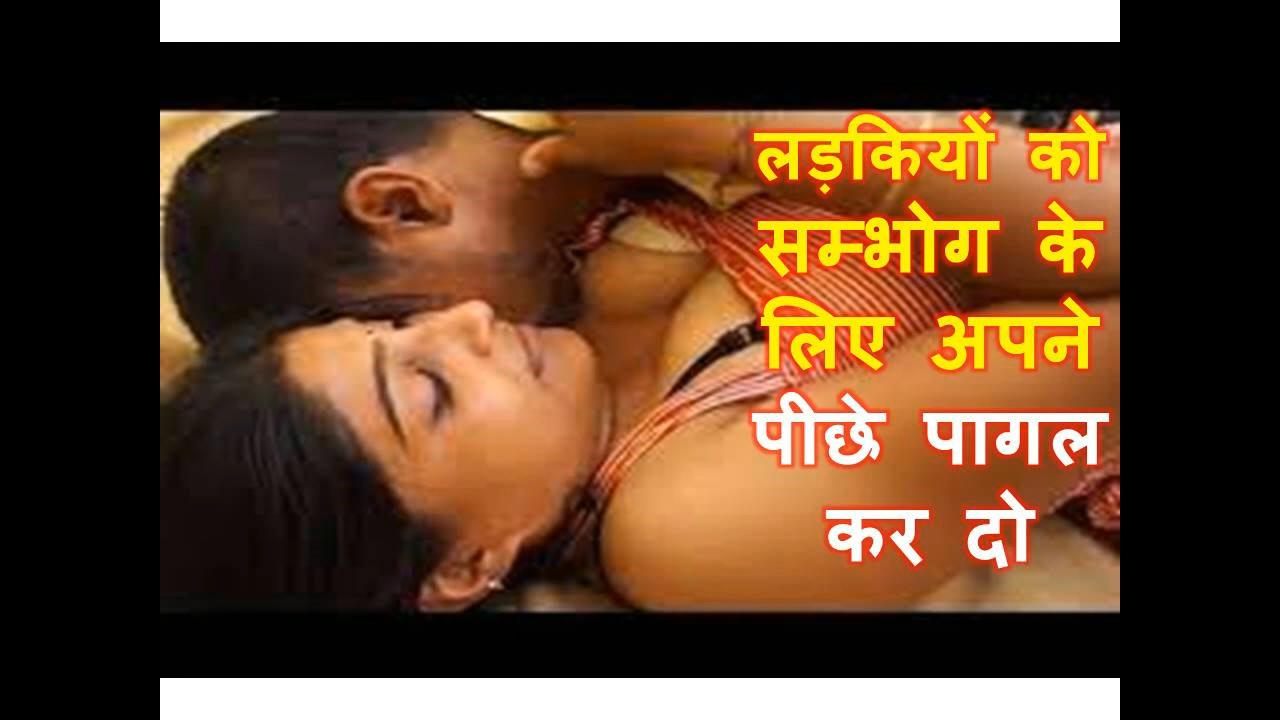 लड़कियों को
सम्भोग के
लिए अपने
पीछे पागल
कर दो